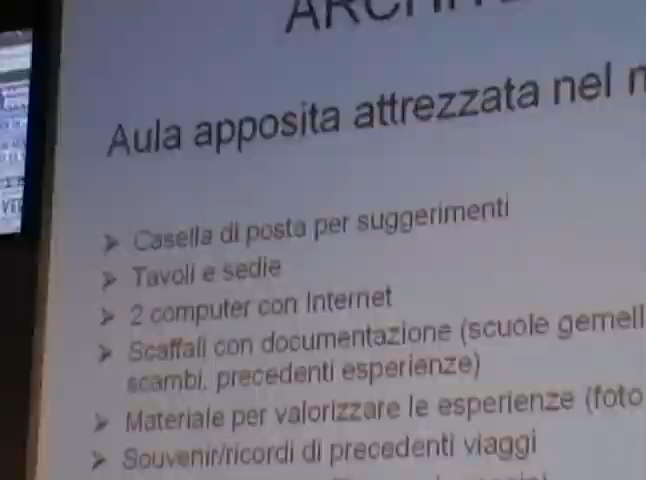 Aula apposita attrezzata nel
➢ Casella di posta per suggerimenti
➢ Tavoli e sedie
➢ 2 computer con Internet
➢ Scaffali con documentazione (scuole gemell
scambi, precedenti esperienze)
➢ Materiale per valorizzare le esperienze (foto
➢ Souvenir/ricordi di precedenti viaggi